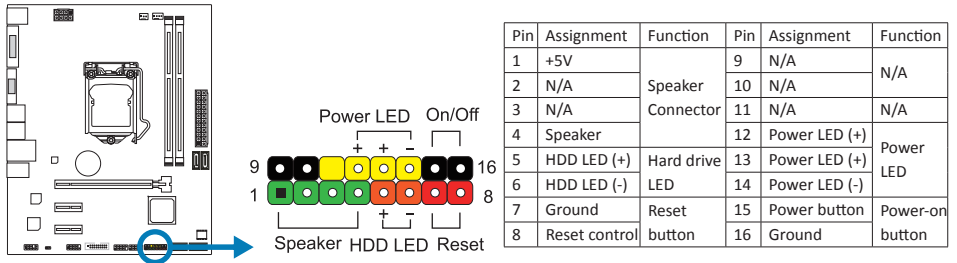 Power LED On/Off
+ + -
9 16
1 8
+ -
Speaker HDD LED Reset
Pin Assignment Function Pin Assignment Function
1 +5V Speaker Connector 9 N/A N/A
2 N/A 10 N/A
3 N/A 11 N/A N/A
4 Speaker 12 Power LED (+) Power LED
5 HDD LED (+) Hard drive LED 13 Power LED (+)
6 HDD LED (-) 14 Power LED (-)
7 Ground Reset button 15 Power button Power-on button
8 Reset control 16 Ground